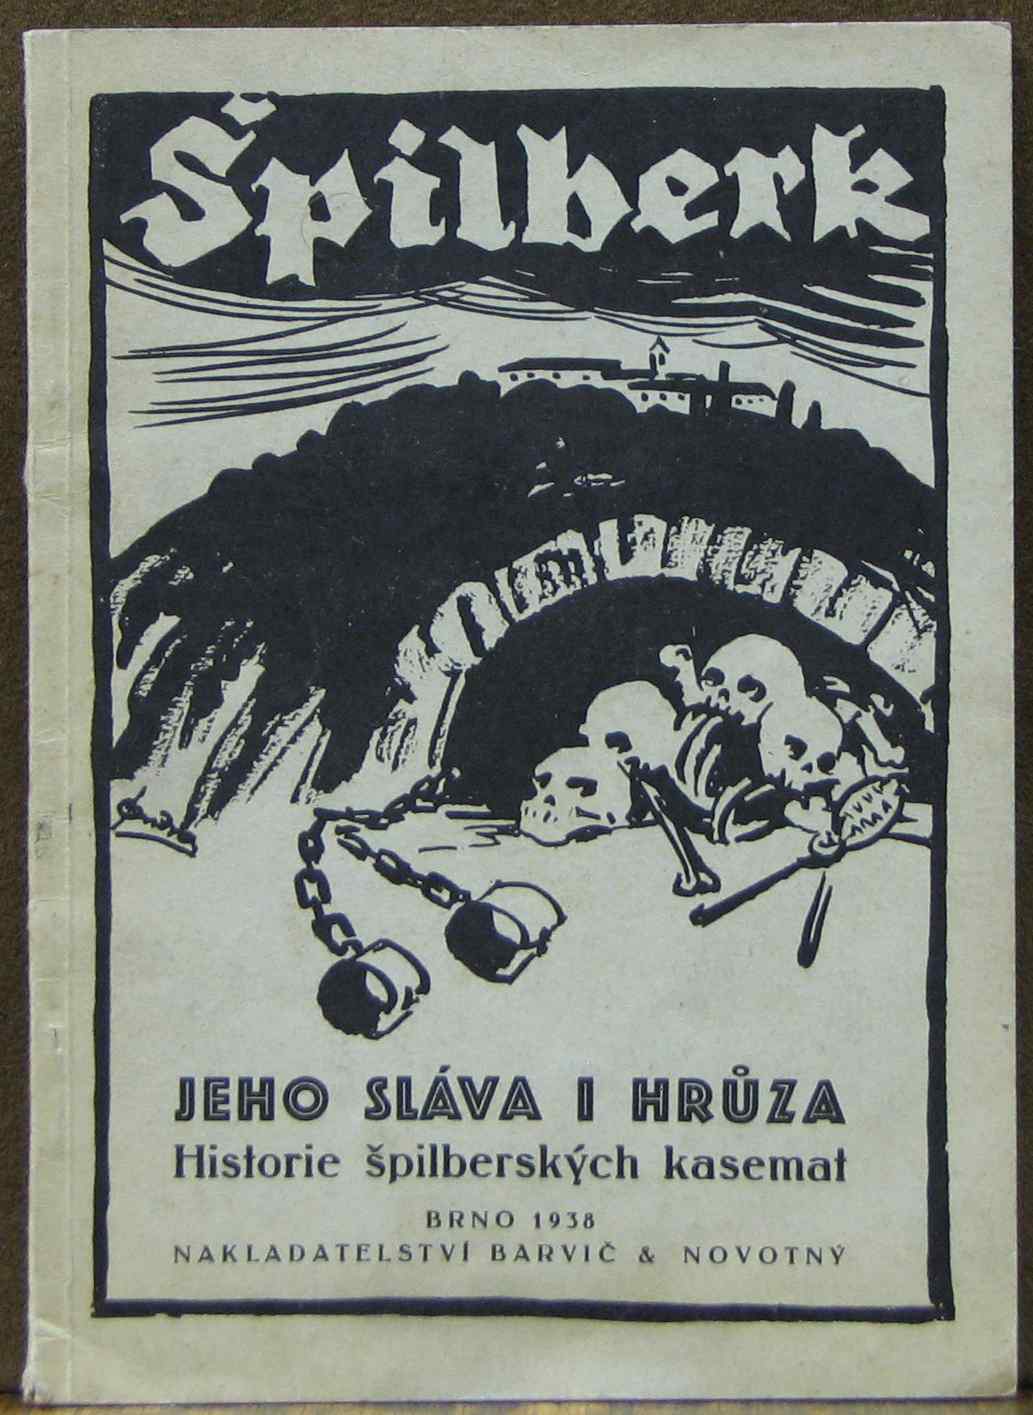 Špilberk
JEHO SLÁVA I HRŮZA
Historie špilberských kasemat
BRNO 1938
NAKLADATELSTVÍ BARVIČ & NOVOTNÝ